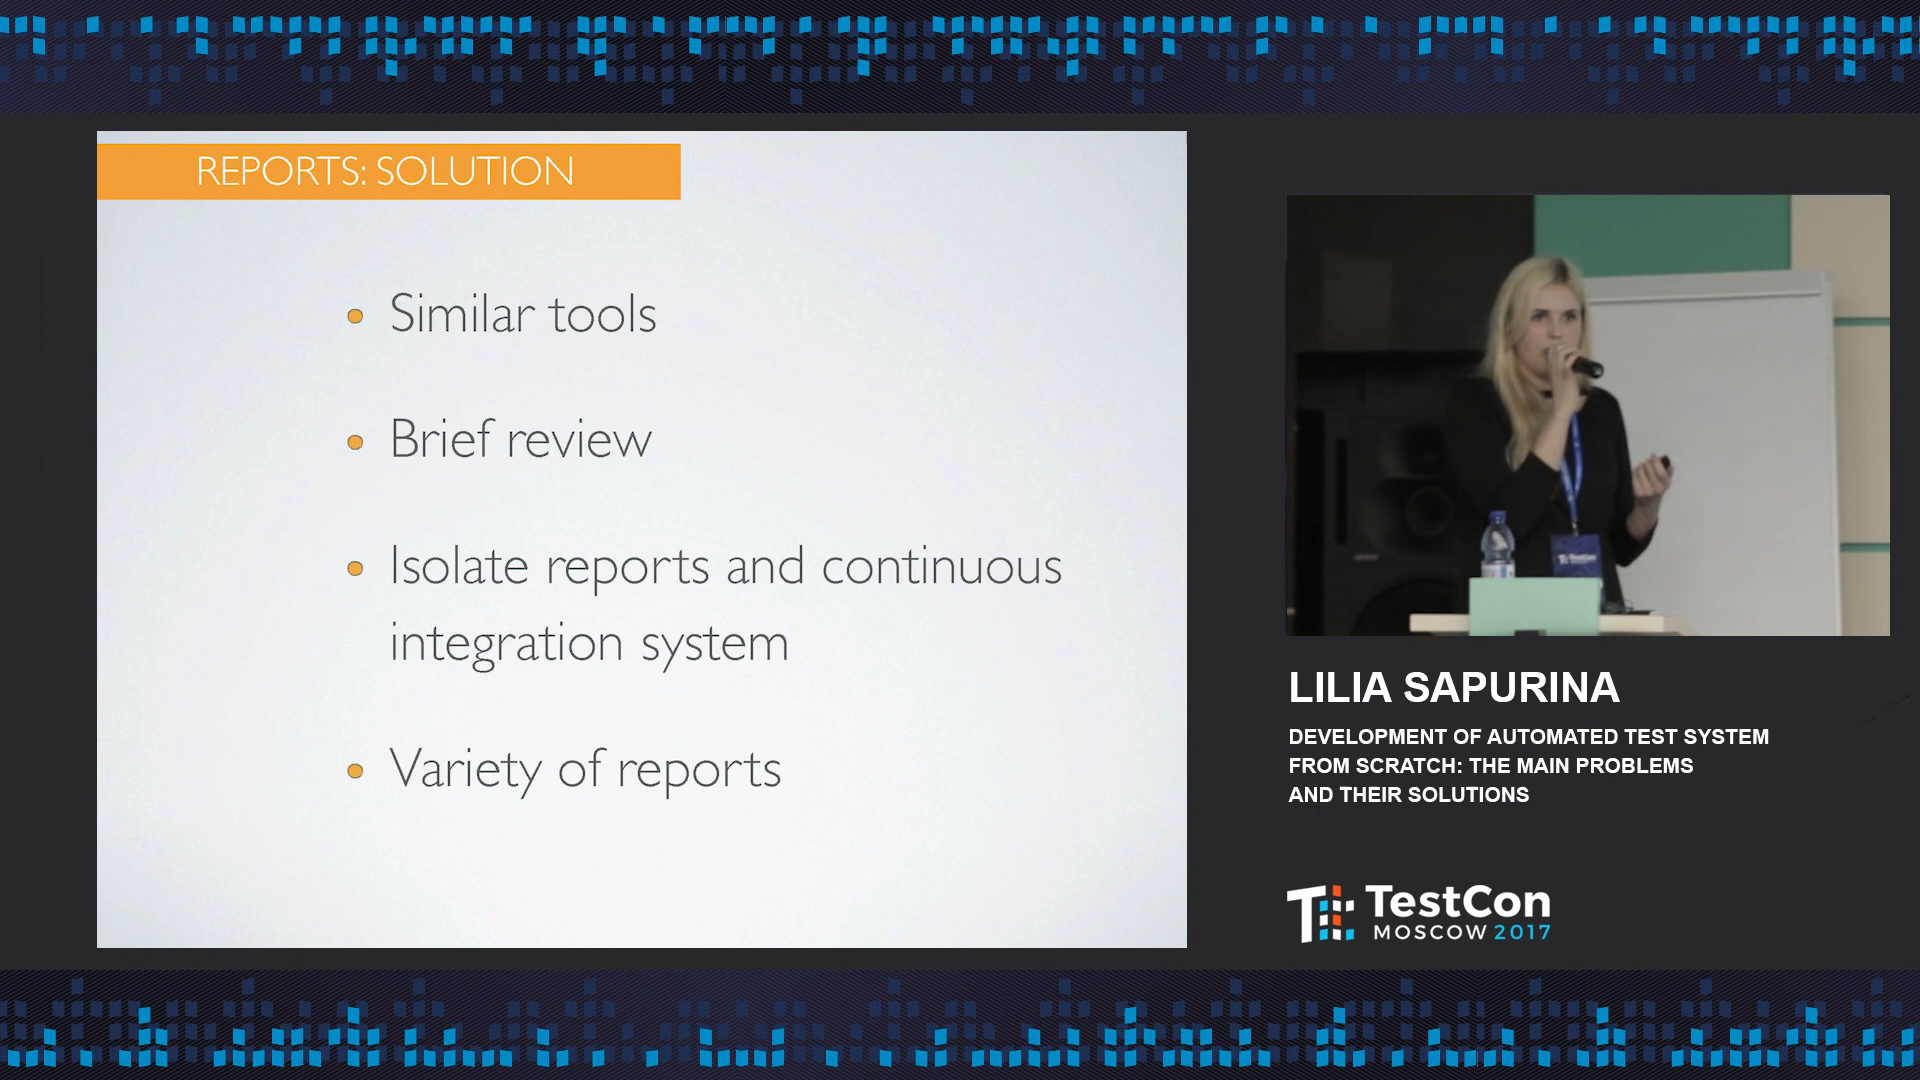 REPORTS: SOLUTION
• Similar tools
• Brief review
• Isolate reports and continuous
integration system
• Variety of reports
TestCon
LILIA SAPURINA
DEVELOPMENT OF AUTOMATED TEST SYSTEM
FROM SCRATCH: THE MAIN PROBLEMS
AND THEIR SOLUTIONS
TestCon
MOSCOW 2017